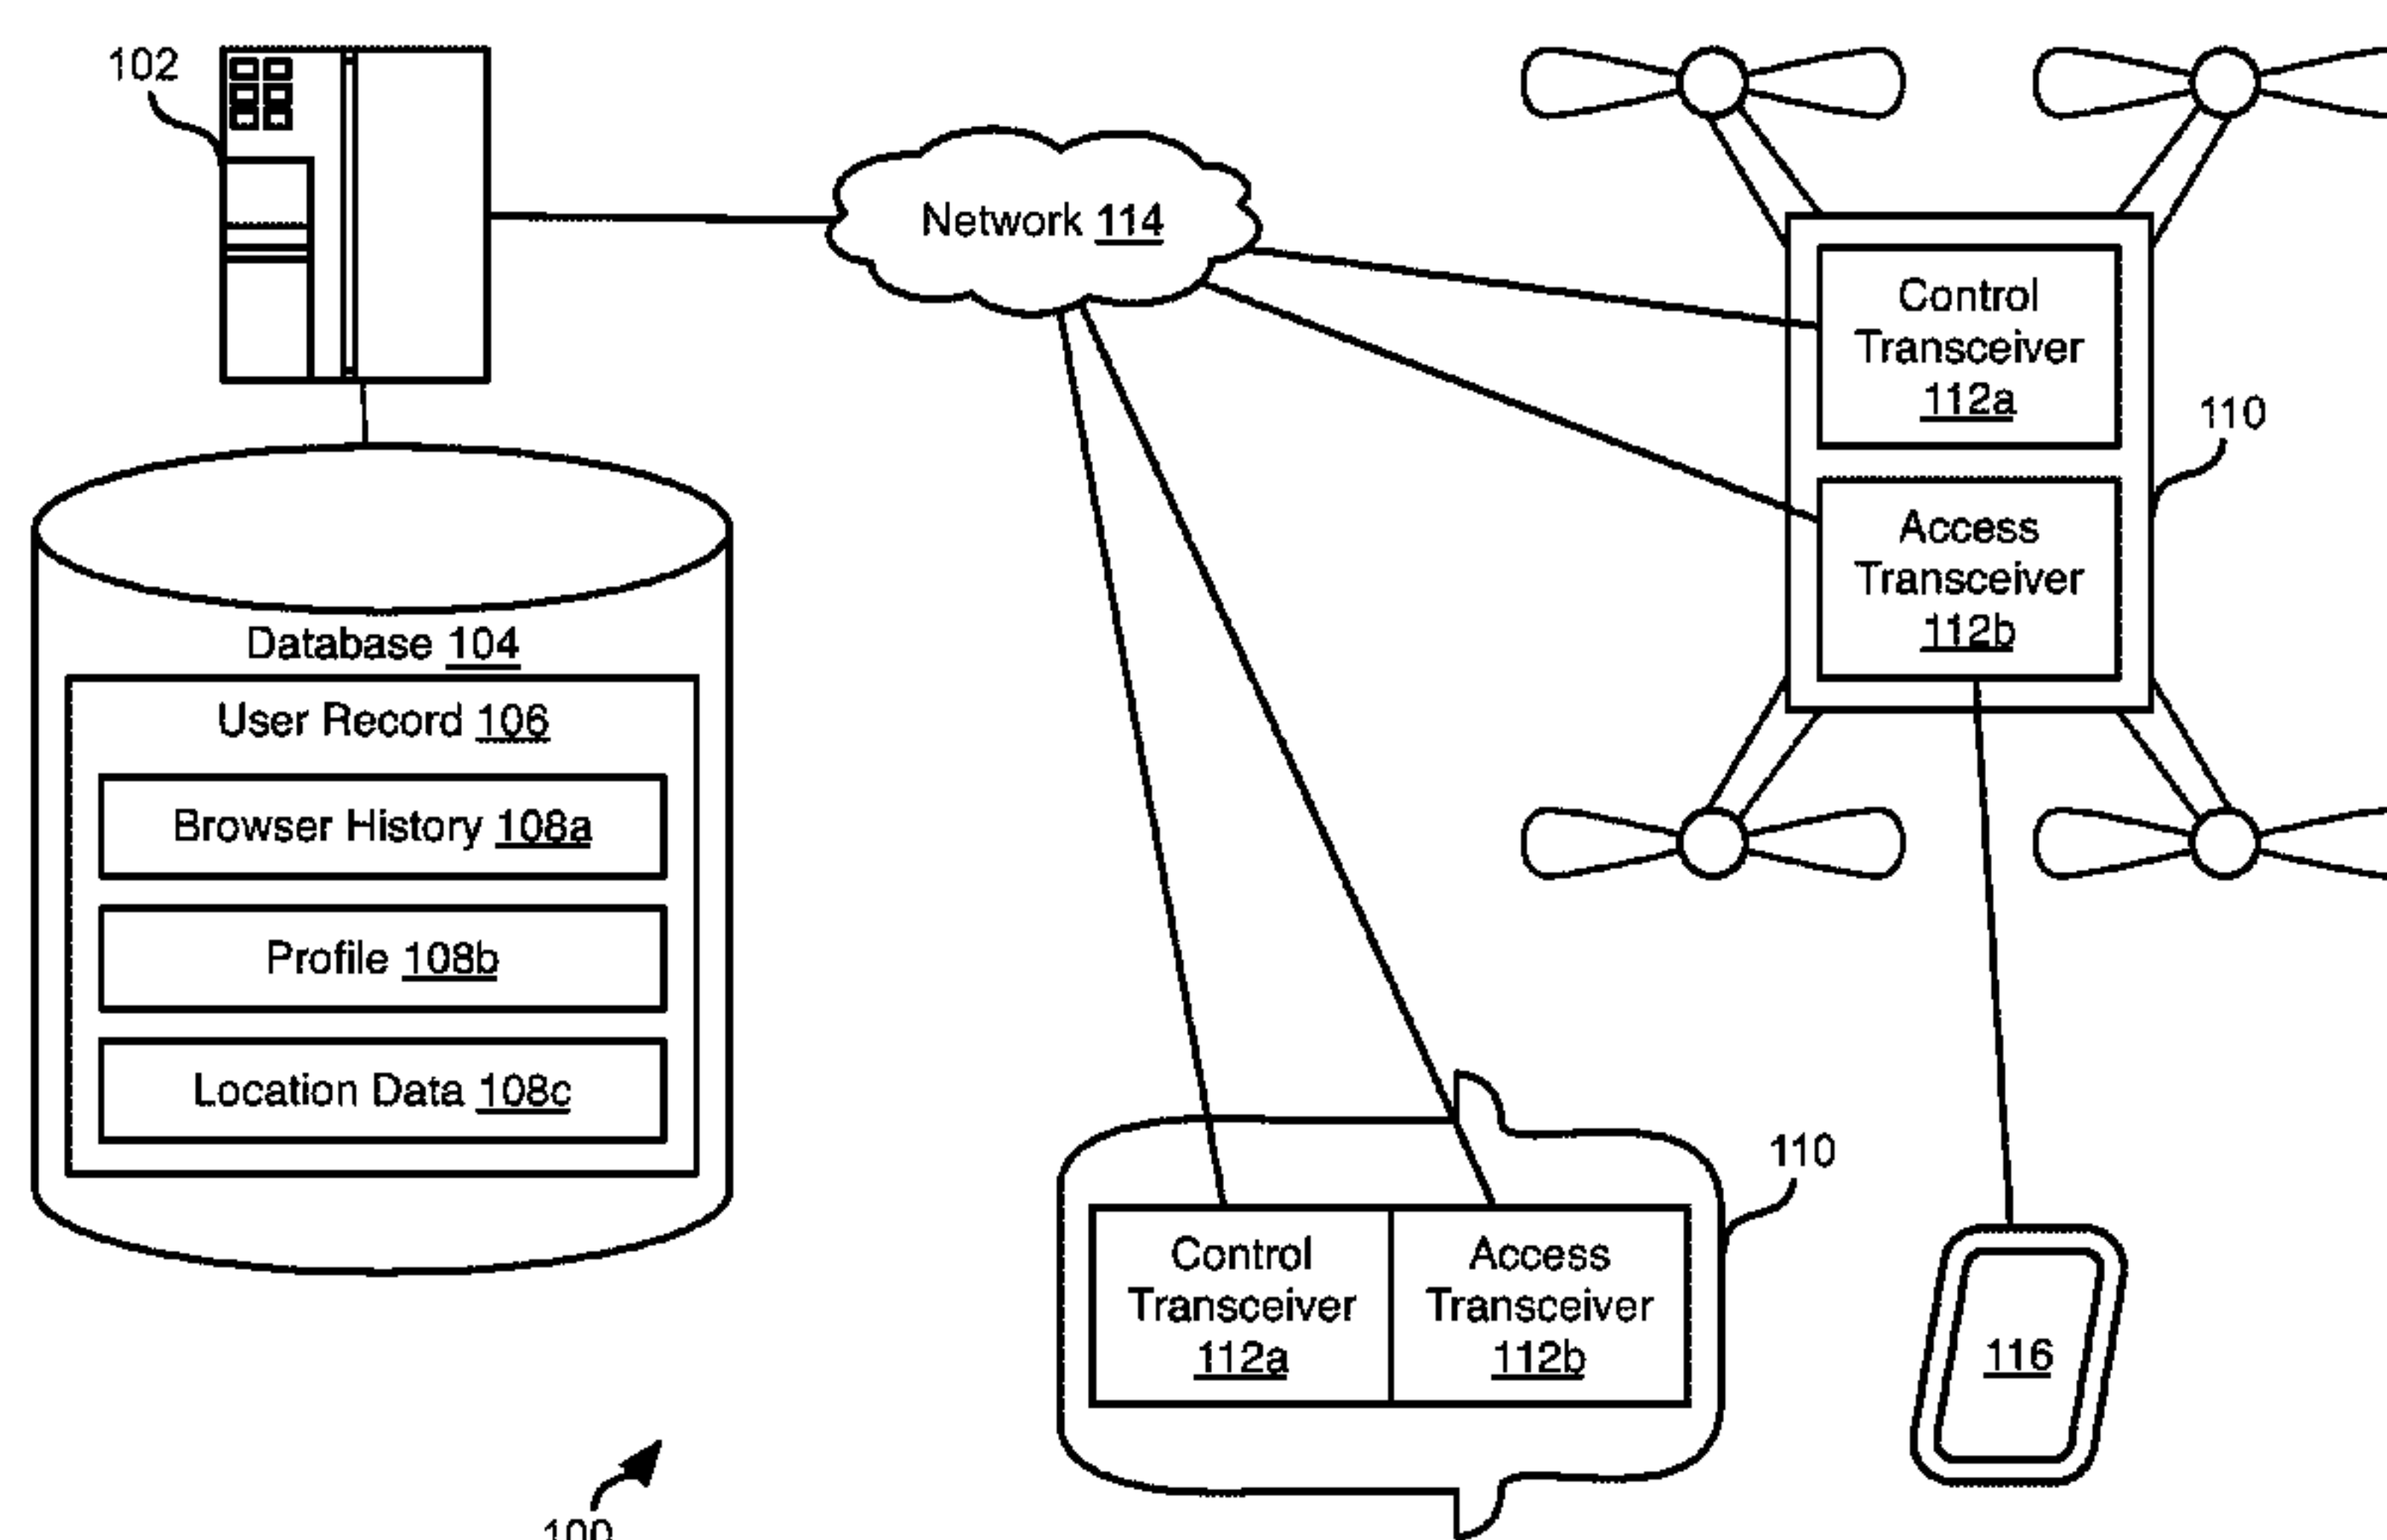 102
Network 114
Control
Transceiver
112a
110
Access
Transceiver
112b
Database 104
User Record 106
Browser History 108a
Profile 108b
Location Data 108c
110
Control
Transceiver
112a
Access
Transceiver
112b
116
100